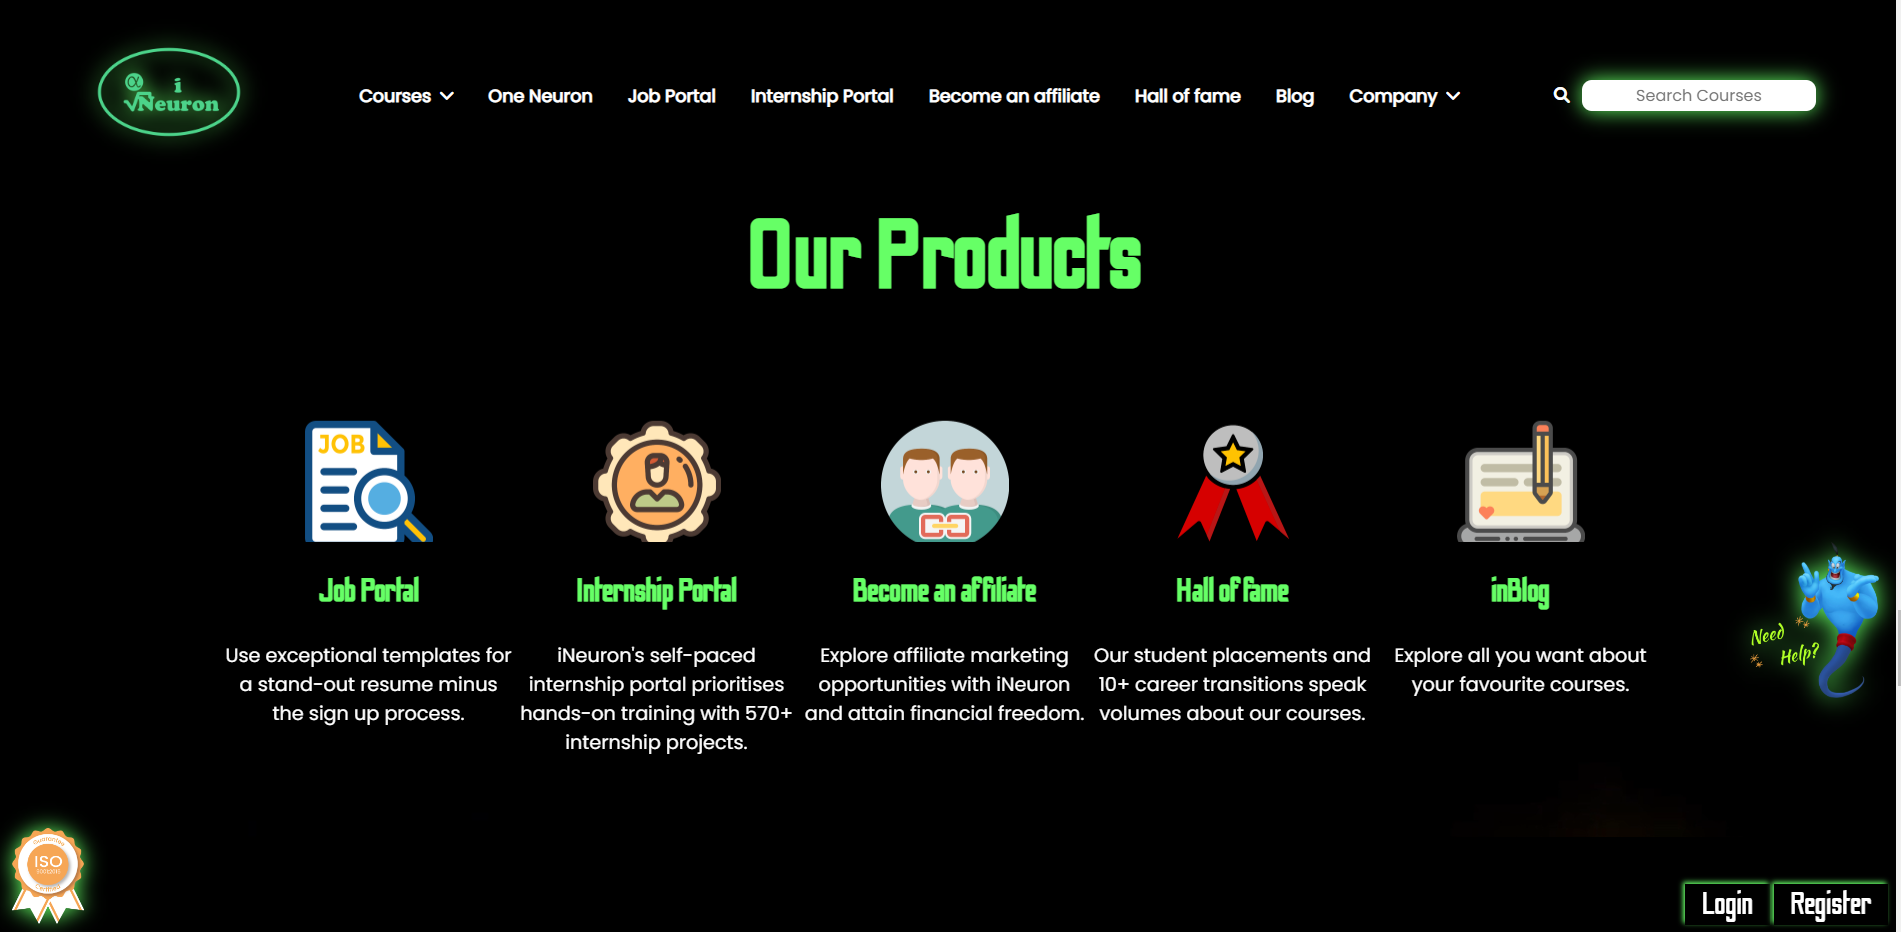 i
Neuron
Courses
One Neuron
Job Portal
Internship Portal
Become an affiliate
Hall of fame
Blog
Company
Search Courses
Our Products
JOB
Job Portal
Use exceptional templates for
a stand-out resume minus
the sign up process.
Internship Portal
iNeuron's self-paced
internship portal prioritises
hands-on training with 570+
internship projects.
Become an affiliate
Explore affiliate marketing
opportunities with iNeuron
and attain financial freedom.
Hall of fame
Our student placements and
10+ career transitions speak
volumes about our courses.
inBlog
Explore all you want about
your favourite courses.
Need
Help?
ISO
Login
Register